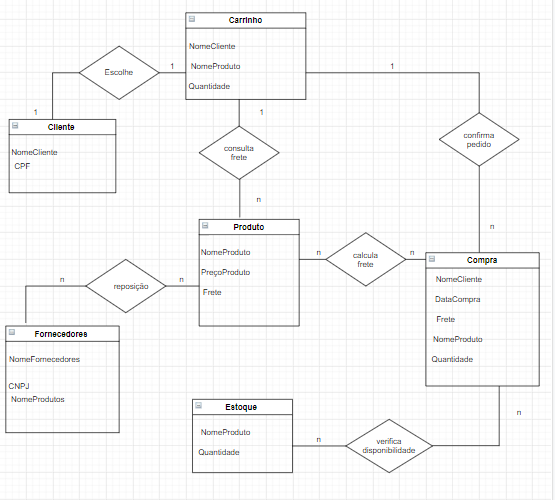 Carrinho
NomeCliente
NomeProduto
Quantidade
1
Escolhe
1
1
1
Cliente
NomeCliente
CPF
consulta
frete
confirma
pedido
n
n
Produto
NomeProduto
PreçoProduto
Frete
n
calcula
frete
n
Compra
NomeCliente
DataCompra
Frete
NomeProduto
Quantidade
n
reposição
n
Fornecedores
NomeFornecedores
CNPJ
NomeProdutos
Estoque
NomeProduto
Quantidade
n
verifica
disponibilidade
n